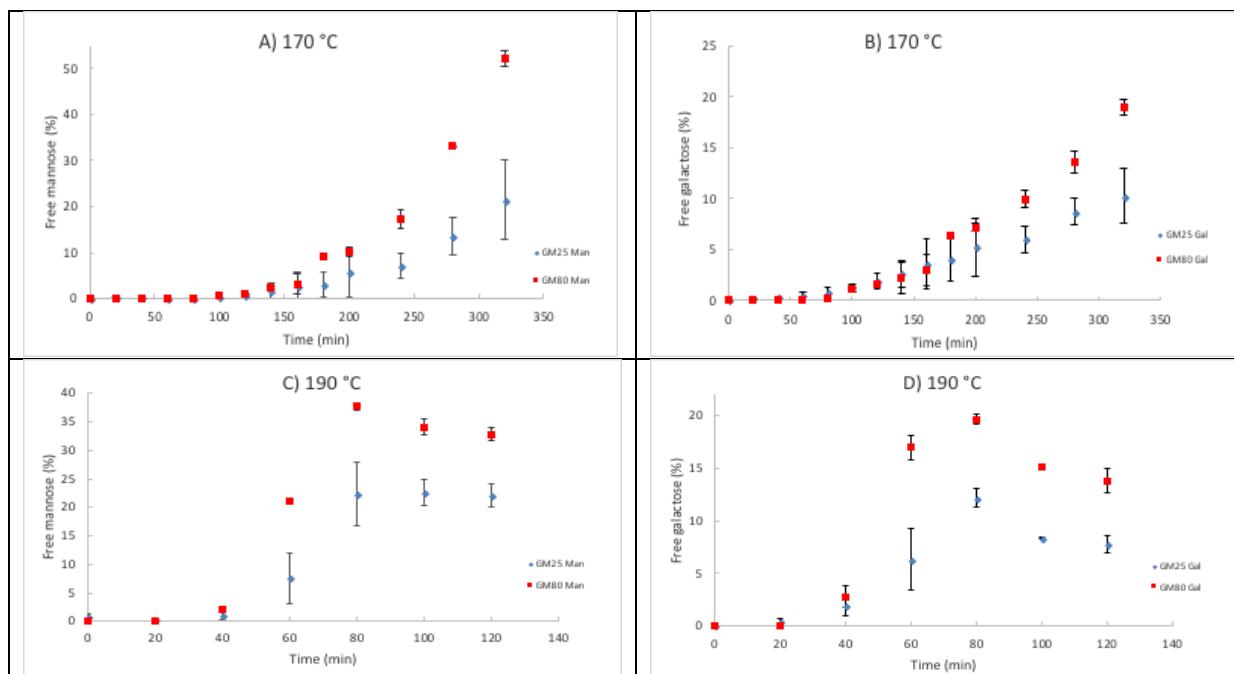 A) 170 °C
Free mannose (%)
50
40
30
20
10
0
0 50 100 150 200 250 300 350
Time (min)
GM25 Man
GM80 Man
B) 170 °C
Free galactose (%)
25
20
15
10
5
0
0 50 100 150 200 250 300 350
Time (min)
GM25 Gal
GM80 Gal
C) 190 °C
Free mannose (%)
40
35
30
25
20
15
10
5
0
0 20 40 60 80 100 120 140
Time (min)
GM25 Man
GM80 Man
D) 190 °C
Free galactose (%)
20
15
10
5
0
0 20 40 60 80 100 120 140
Time (min)
GM25 Gal
GM80 Gal